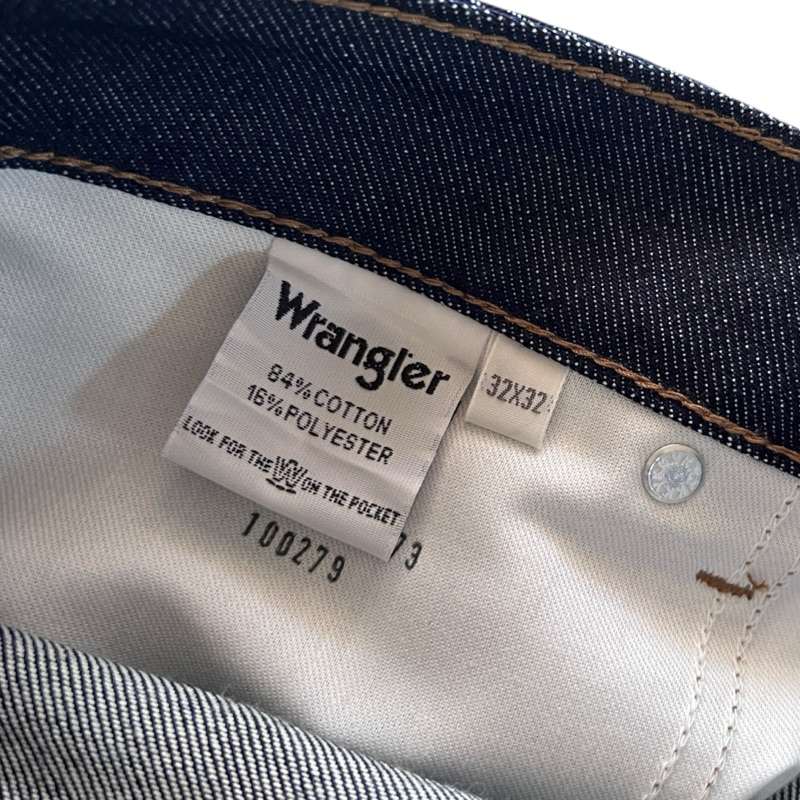 Wrangler
84% COTTON
16% POLYESTER
LOOK FOR THE W ON THE POCKET
32X32
100279 73